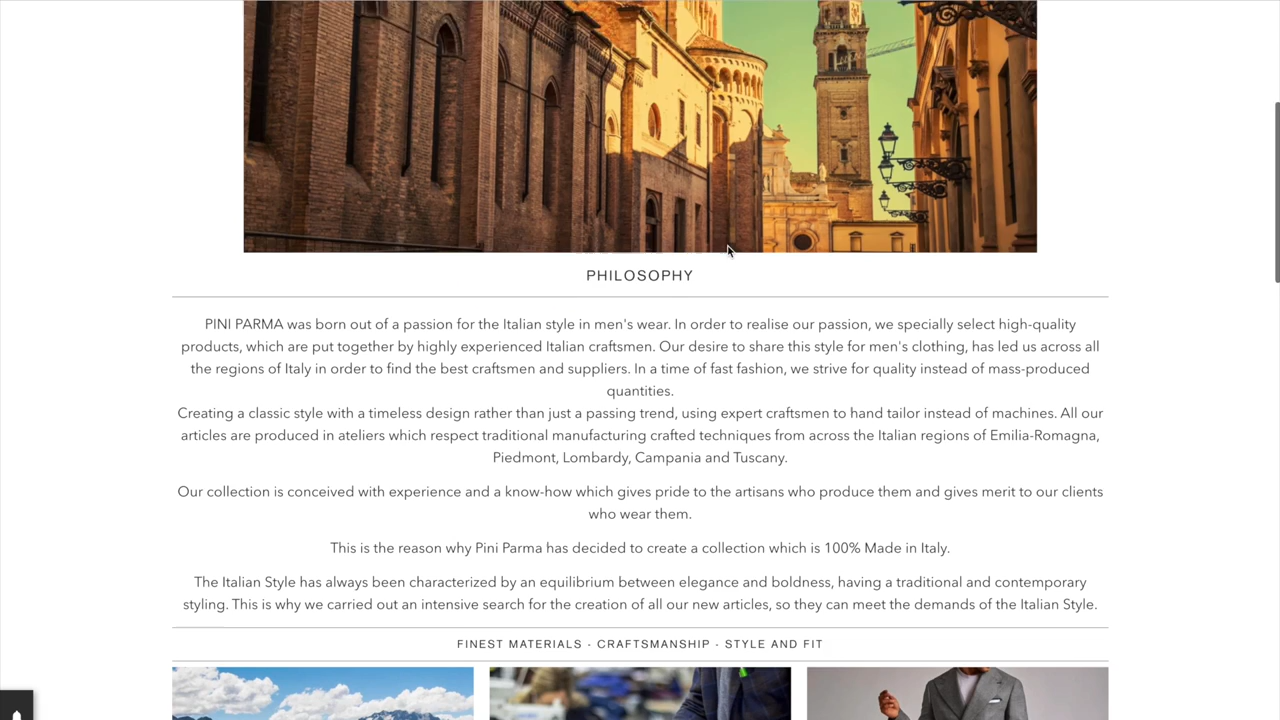 PHILOSOPHY
PINI PARMA was born out of a passion for the Italian style in men's wear. In order to realise our passion, we specially select high-quality
products, which are put together by highly experienced Italian craftsmen. Our desire to share this style for men's clothing, has led us across all
the regions of Italy in order to find the best craftsmen and suppliers. In a time of fast fashion, we strive for quality instead of mass-produced
quantities.
Creating a classic style with a timeless design rather than just a passing trend, using expert craftsmen to hand tailor instead of machines. All our
articles are produced in ateliers which respect traditional manufacturing crafted techniques from across the Italian regions of Emilia-Romagna,
Piedmont, Lombardy, Campania and Tuscany.
Our collection is conceived with experience and a know-how which gives pride to the artisans who produce them and gives merit to our clients
who wear them.
This is the reason why Pini Parma has decided to create a collection which is 100% Made in Italy.
The Italian Style has always been characterized by an equilibrium between elegance and boldness, having a traditional and contemporary
styling. This is why we carried out an intensive search for the creation of all our new articles, so they can meet the demands of the Italian Style.
FINEST MATERIALS - CRAFTSMANSHIP - STYLE AND FIT